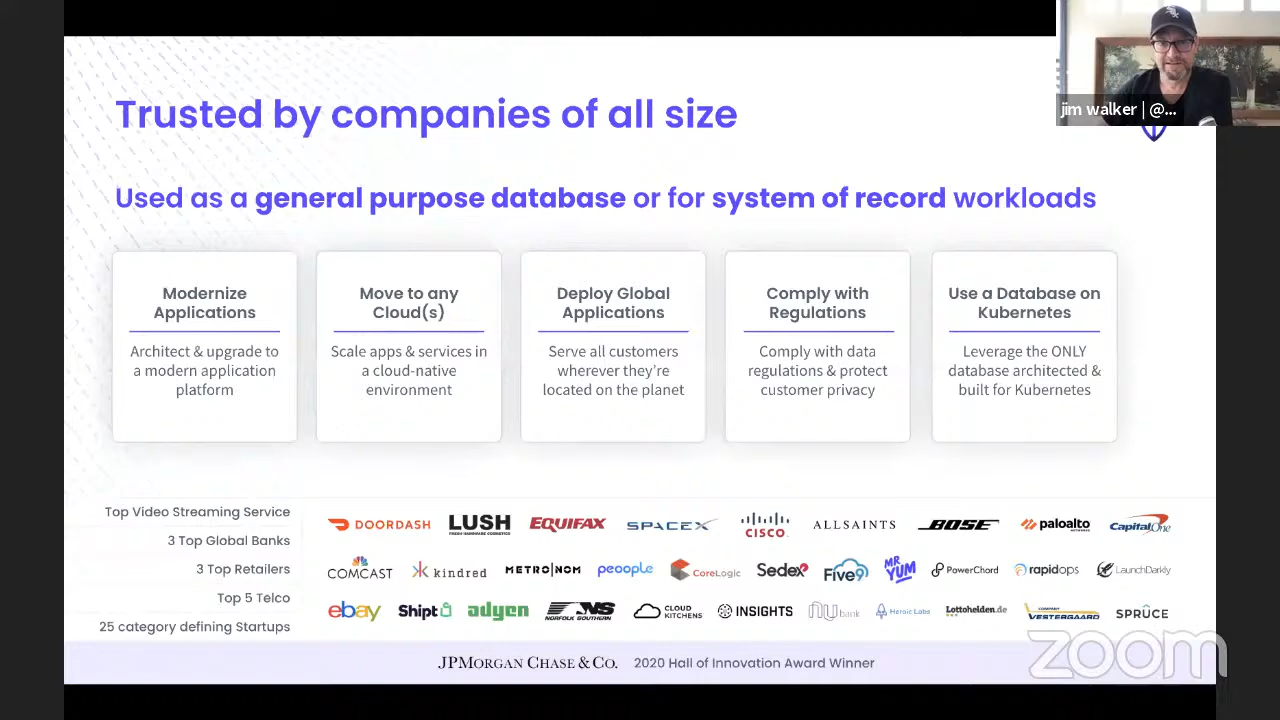 jim walker | @...
Trusted by companies of all size
Used as a general purpose database or for system of record workloads
Modernize
Applications
Architect & upgrade to
a modern application
platform
Move to any
Cloud(s)
Scale apps & services in
a cloud-native
environment
Deploy Global
Applications
Serve all customers
wherever they're
located on the planet
Comply with
Regulations
Comply with data
regulations & protect
customer privacy
Use a Database on
Kubernetes
Leverage the ONLY
database architected &
built for Kubernetes
Top Video Streaming Service
3 Top Global Banks
3 Top Retailers
Top 5 Telco
25 category defining Startups
DOORDASH LUSH FRESH HANDMADE COSMETICS EQUIFAX SPACEX CISCO ALLSAINTS BOSE paloalto NETWORKS Capital One
COMCAST kindred METRONOM peoople CoreLogic Sedex Five9 MR YUM PowerChord rapidops LaunchDarkly
ebay Shipt adyen NS NORFOLK SOUTHERN CLOUD KITCHENS INSIGHTS NU bank Heroic Labs Lottohelden.de COMPANY VESTERGAARD SPRUCE
JPMORGAN CHASE & CO. 2020 Hall of Innovation Award Winner
zoom